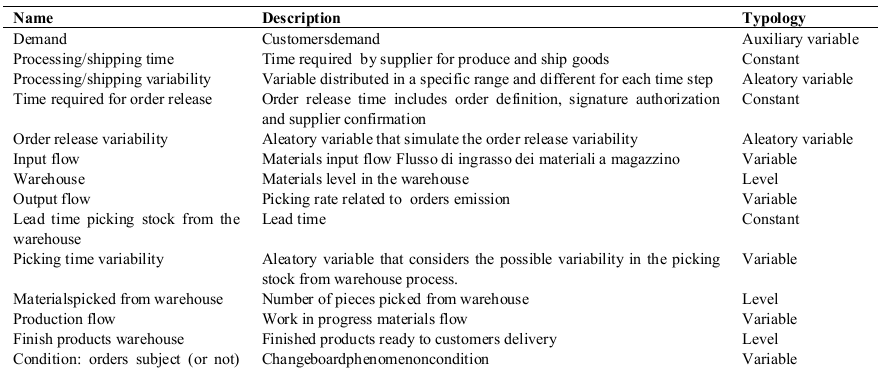 Name Description Typology
Demand Customersdemand Auxiliary variable
Processing/shipping time Time required by supplier for produce and ship goods Constant
Processing/shipping variability Variable distributed in a specific range and different for each time step Aleatory variable
Time required for order release Order release time includes order definition, signature authorization Constant
and supplier confirmation
Order release variability Aleatory variable that simulate the order release variability Aleatory variable
Input flow Materials input flow Flusso di ingrasso dei materiali a magazzino Variable
Warehouse Materials level in the warehouse Level
Output flow Picking rate related to orders emission Variable
Lead time picking stock from the Lead time Constant
warehouse
Picking time variability Aleatory variable that considers the possible variability in the picking Variable
stock from warehouse process.
Materialspicked from warehouse Number of pieces picked from warehouse Level
Production flow Work in progress materials flow Variable
Finish products warehouse Finished products ready to customers delivery Level
Condition: orders subject (or not) Changeboardphenomenoncondition Variable